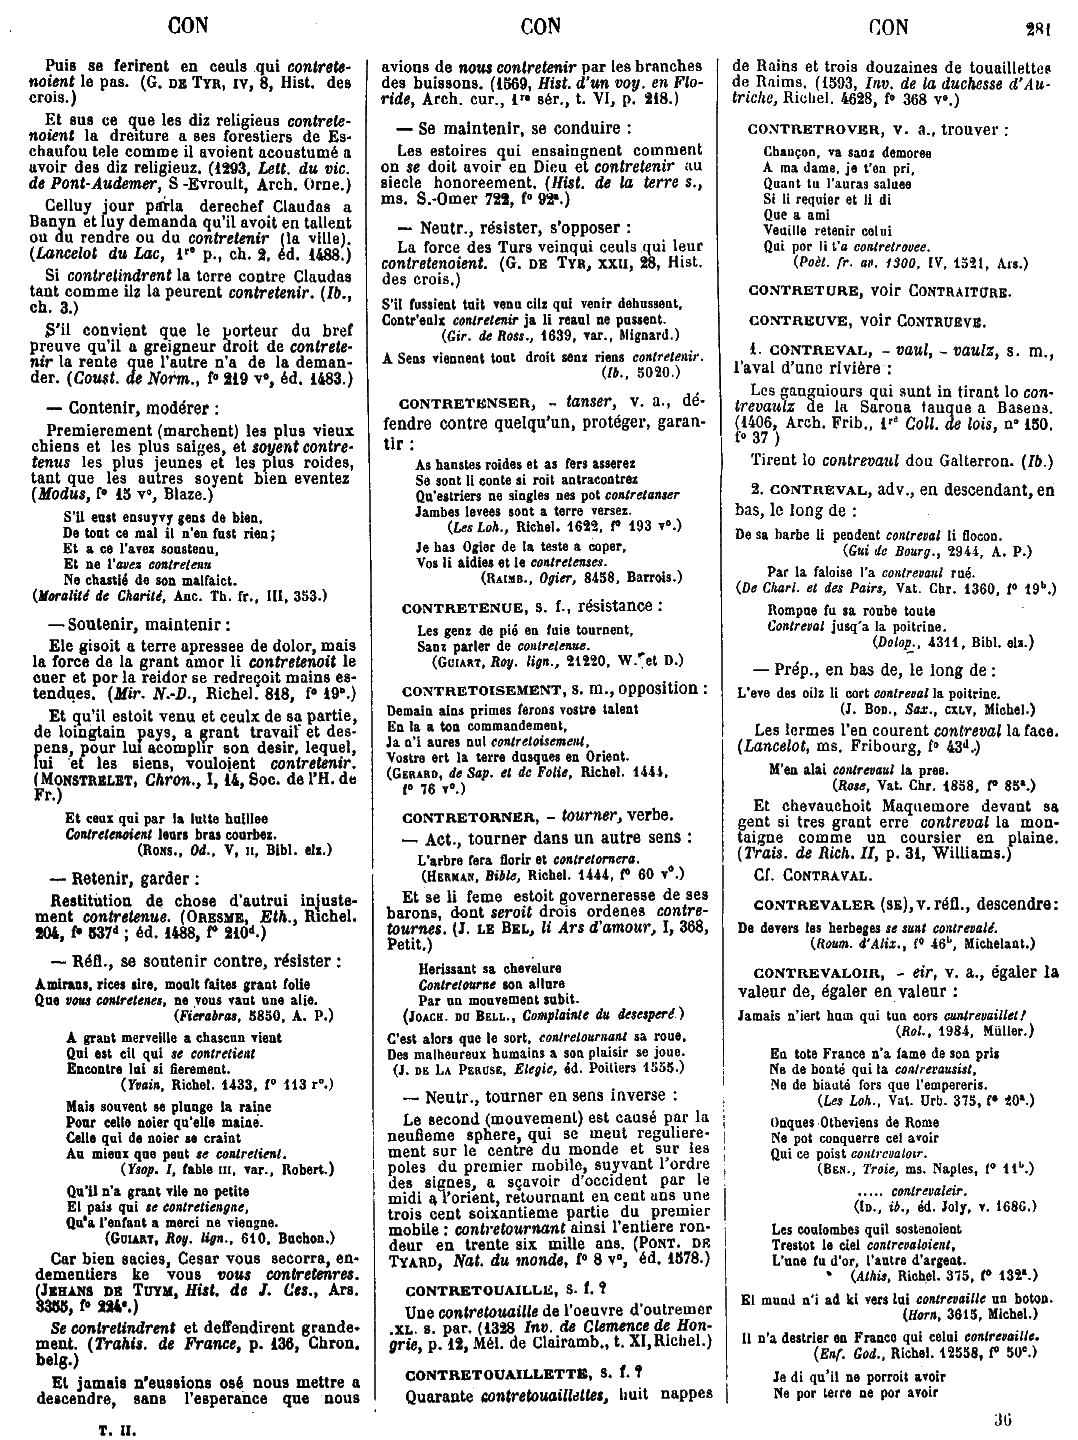 CON
CON
CON
281
Puis se ferirent en ceuls qui contrete-
noient le pas. (G. DE TYR, IV, 8, Hist. des
crois.)
Et sus ce que les diz religieus contrete-
noient la dreiture a ses forestiers de Es-
chaufou tele comme il avoient acoustumé a
avoir des diz religieuz. (1293, Lett. du vic.
de Pont-Audemer, S -Evroult, Arch. Orne.)
Celluy jour parla derechef Claudas a
Banyn et luy demanda qu'il avoit en tallent
ou du rendre ou du contretenir (la ville).
(Lancelot du Lac, 1re p., ch. 2, éd. 1488.)
Si contretindrent la terre contre Claudas
tant comme ilz la peurent contretenir. (Ib.,
ch. 3.)
S'il convient que le porteur du bref
preuve qu'il a greigneur droit de contrete-
nir la rente que l'autre n'a de la deman-
der. (Coust. de Norm., f° 219 v°, éd. 1483.)
— Contenir, modérer :
Premierement (marchent) les plus vieux
chiens et les plus saiges, et soyent contre-
tenus les plus jeunes et les plus roides,
tant que les autres soyent bien eventez
(Modus, f° 15 v°, Blaze.)
S'il eust ensuyvy gens de bien,
De tout ce mal il n'en fust rien ;
Et a ce l'avez soustenu,
Et ne l'avez contretenu
Ne chastié de son malfaict.
(Moralité de Charité, Anc. Th. fr., III, 353.)
— Soutenir, maintenir :
Ele gisoit a terre apressee de dolor, mais
la force de la grant amor li contretenoit le
cuer et por la reidor se redreçoit mains es-
tendues. (Mir. N.-D., Richel. 818, f° 19b.)
Et qu'il estoit venu et ceulx de sa partie,
de loingtain pays, a grant travail et des-
pens, pour lui acomplir son desir, lequel,
lui et les siens, vouloient contretenir.
(MONSTRELET, Chron., I, 14, Soc. de l'H. de
Fr.)
Et ceux qui par la lutte huillee
Contretenoient leurs bras courbez.
(RONS., Od., V, II, Bibl. elz.)
— Retenir, garder :
Restitution de chose d'autrui injuste-
ment contretenue. (ORESME, Eth., Richel.
204, f° 537d ; éd. 1488, f° 210d.)
— Réfl., se soutenir contre, résister :
Amirans, rices sire, moult faites grant folie
Que vous contretenes, ne vous vaut une alie.
(Fierabras, 5850, A. P.)
A grant merveille a chascun vient
Qui est cil qui se contretient
Encontre lui si fierement.
(Yvain, Richel. 1433, f° 113 r°.)
Mais souvent se plunge la raine
Pour celle noier qu'elle maine.
Celle qui de noier se craint
Au mieux que peut se contretient.
(Ysop. I, fable III, var., Robert.)
Qu'il n'a grant vile ne petite
El pais qui se contretiengne,
Qu'a l'enfant a merci ne viengne.
(GUIART, Roy. lign., 610, Buchon.)
Car bien sacies, Cesar vous secorra, en-
dementiers ke vous vous contretenres.
(JEHANS DE TUYM, Hist. de J. Ces., Ars.
3355, f° 224c.)
Se contretindrent et deffendirent grande-
ment. (Trahis. de France, p. 136, Chron.
belg.)
Et jamais n'eussions osé nous mettre a
descendre, sans l'esperance que nous
T. II.
avions de nous contretenir par les branches
des buissons. (1569, Hist. d'un voy. en Flo-
ride, Arch. cur., 1re sér., t. VI, p. 218.)
— Se maintenir, se conduire :
Les estoires qui ensaingnent comment
on se doit avoir en Dieu et contretenir au
siecle honoreement. (Hist. de la terre s.,
ms. S.-Omer 722, f° 92a.)
— Neutr., résister, s'opposer :
La force des Turs veinqui ceuls qui leur
contretenoient. (G. DE TYR, XXII, 28, Hist.
des crois.)
S'il fussient tuit venu cilz qui venir dehussent,
Contr'eulx contretenir ja li reaul ne pussent.
(Gir. de Ross., 1639, var., Mignard.)
A Sens viennent tout droit senz riens contretenir.
(Ib., 5020.)
CONTRETENSER, - tanser, v. a., dé-
fendre contre quelqu'un, protéger, garan-
tir :
As hanstes roides et as fers asserez
Se sont li conte si roit antracontrez
Qu'estriers ne singles nes pot contretanser
Jambes levees sont a terre versez.
(Les Loh., Richel. 1622, f° 193 v°.)
Je has Ogier de la teste a coper,
Vos li aidies et le contretenses.
(RAIMB., Ogier, 8458, Barrois.)
CONTRETENUE, s. f., résistance :
Les genz de pié en fuie tournent,
Sanz parler de contretenue.
(GUIART, Roy. lign., 21220, W. et D.)
CONTRETOISEMENT, s. m., opposition :
Demain ains primes ferons vostre talent
En la a ton commandement,
Ja n'i aures nul contretoisement,
Vostre ert la terre dusques en Orient.
(GERARD, de Sap. et de Folie, Richel. 1444,
f° 76 v°.)
CONTRETORNER, - tourner, verbe.
— Act., tourner dans un autre sens :
L'arbre fera florir et contretornera.
(HERMAN, Bible, Richel. 1444, f° 60 v°.)
Et se li feme estoit governeresse de ses
barons, dont seroit drois ordenes contre-
tournes. (J. LE BEL, li Ars d'amour, I, 368,
Petit.)
Herissant sa chevelure
Contretourne son allure
Par un mouvement subit.
(JOACH. DU BELL., Complainte du desesperé.)
C'est alors que le sort, contretournant sa roue,
Des malheureux humains a son plaisir se joue.
(J. DE LA PERUSE, Elegie, éd. Poitiers 1555.)
— Neutr., tourner en sens inverse :
Le second (mouvement) est causé par la
neufieme sphere, qui se meut reguliere-
ment sur le centre du monde et sur les
poles du premier mobile, suyvant l'ordre
des signes, a sçavoir d'occident par le
midi a l'orient, retournant en cent ans une
trois cent soixantieme partie du premier
mobile : contretournant ainsi l'entiere ron-
deur en trente six mille ans. (PONT. DE
TYARD, Nat. du monde, f° 8 v°, éd. 1578.)
CONTRETOUAILLE, s. f. ?
Une contretouaille de l'oeuvre d'outremer
.XL. s. par. (1328 Inv. de Clemence de Hon-
grie, p. 12, Mél. de Clairamb., t. XI, Richel.)
CONTRETOUAILLETTE, s. f. ?
Quarante contretouaillettes, huit nappes
de Rains et trois douzaines de touaillettes
de Raims. (1593, Inv. de la duchesse d'Au-
triche, Richel. 4628, f° 368 v°.)
CONTRETROVER, v. a., trouver :
Chançon, va sanz demoree
A ma dame, je t'en pri,
Quant tu l'auras saluee
Si li requier et li di
Que a ami
Veuille retenir celui
Qui por li t'a contretrovee.
(Poèt. fr. av. 1300, IV, 1521, Ars.)
CONTRETURE, voir CONTRAITURE.
CONTREUVE, voir CONTRUEVE.
1. CONTREVAL, - vaul, - vaulz, s. m.,
l'aval d'une rivière :
Les ganguiours qui sunt in tirant lo con-
trevaulz de la Sarona tanque a Basens.
(1406, Arch. Frib., 1re Coll. de lois, n° 150,
f° 37 )
Tirent lo contrevaul dou Galterron. (Ib.)
2. CONTREVAL, adv., en descendant, en
bas, le long de :
De sa barbe li pendent contreval li flocon.
(Gui de Bourg., 2944, A. P.)
Par la faloise l'a contrevaul rué.
(De Charl. et des Pairs, Vat. Chr. 1360, f° 19b.)
Rompue fu sa roube toute
Contreval jusq'a la poitrine.
(Dolop., 4311, Bibl. elz.)
— Prép., en bas de, le long de :
L'eve des oilz li cort contreval la poitrine.
(J. BOD., Sax., CXLV, Michel.)
Les lermes l'en courent contreval la face.
(Lancelot, ms. Fribourg, f° 43d.)
M'en alai contrevaul la pree.
(Rose, Vat. Chr. 1858, f° 85a.)
Et chevauchoit Maquemore devant sa
gent si tres grant erre contreval la mon-
taigne comme un coursier en plaine.
(Trais. de Rich. II, p. 31, Williams.)
Cf. CONTRAVAL.
CONTREVALER (SE), v. réfl., descendre :
De devers les herbeges se sunt contrevalé.
(Roum. d'Alix., f° 46b, Michelant.)
CONTREVALOIR, - eir, v. a., égaler la
valeur de, égaler en valeur :
Jamais n'iert hum qui tun cors cuntrevaillet !
(Rol., 1984, Müller.)
En tote France n'a fame de son pris
Ne de bonté qui la contrevausist,
Ne de biauté fors que l'empereris.
(Les Loh., Vat. Urb. 375, f° 20a.)
Onques Otheviens de Rome
Ne pot conquerre cel avoir
Qui ce poist contrevaloir.
(BEN., Troie, ms. Naples, f° 11b.)
..... contrevaleir.
(ID., ib., éd. Joly, v. 1686.)
Les coulombes quil sostenoient
Trestot le ciel contrevaloient,
L'une fu d'or, l'autre d'argent.
(Athis, Richel. 375, f° 132a.)
El mund n'i ad ki vers lui contrevaille un boton.
(Horn, 3615, Michel.)
Il n'a destrier en France qui celui contrevaille.
(Enf. God., Richel. 12558, f° 50c.)
Je di qu'il ne porroit avoir
Ne por terre ne por avoir
36